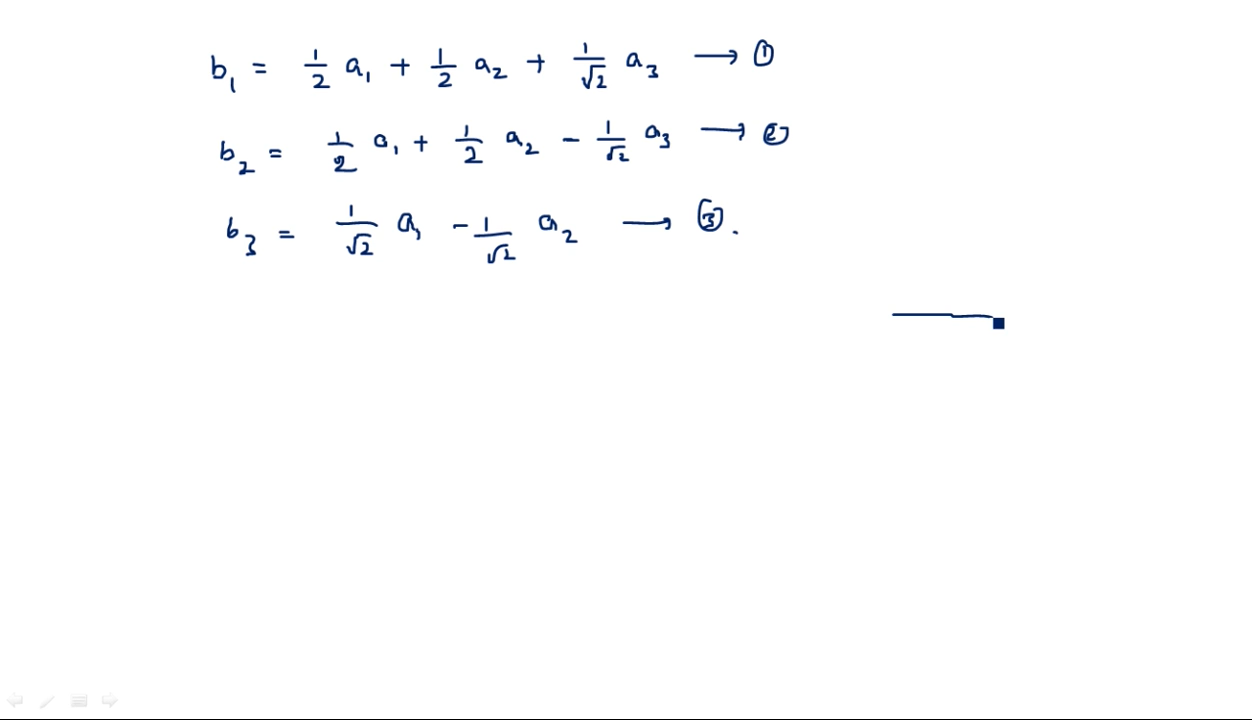 b₁ = 1/2 a₁ + 1/2 a₂ + 1/√2 a₃ ⟶ ①
b₂ = 1/2 a₁ + 1/2 a₂ − 1/√2 a₃ ⟶ ②
b₃ = 1/√2 a₁ − 1/√2 a₂ ⟶ ③.